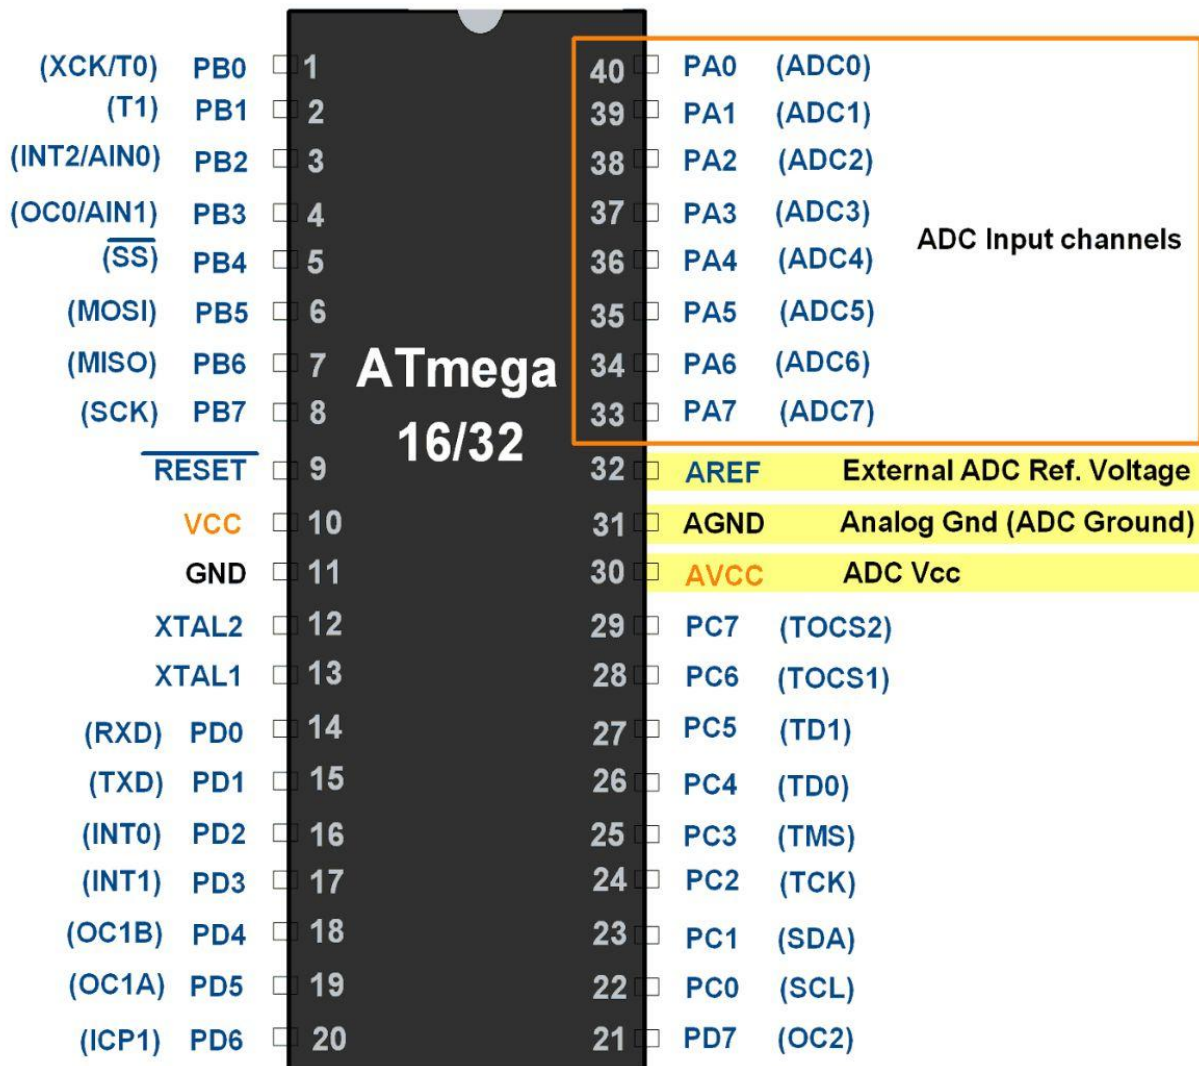 (XCK/T0) PB0 1 40 PA0 (ADC0)
(T1) PB1 2 39 PA1 (ADC1)
(INT2/AIN0) PB2 3 38 PA2 (ADC2)
(OC0/AIN1) PB3 4 37 PA3 (ADC3)
ADC Input channels
(SS) PB4 5 36 PA4 (ADC4)
(MOSI) PB5 6 35 PA5 (ADC5)
(MISO) PB6 7 34 PA6 (ADC6)
ATmega
(SCK) PB7 8 33 PA7 (ADC7)
16/32
RESET 9 32 AREF External ADC Ref. Voltage
VCC 10 31 AGND Analog Gnd (ADC Ground)
GND 11 30 AVCC ADC Vcc
XTAL2 12 29 PC7 (TOCS2)
XTAL1 13 28 PC6 (TOCS1)
(RXD) PD0 14 27 PC5 (TD1)
(TXD) PD1 15 26 PC4 (TD0)
(INT0) PD2 16 25 PC3 (TMS)
(INT1) PD3 17 24 PC2 (TCK)
(OC1B) PD4 18 23 PC1 (SDA)
(OC1A) PD5 19 22 PC0 (SCL)
(ICP1) PD6 20 21 PD7 (OC2)